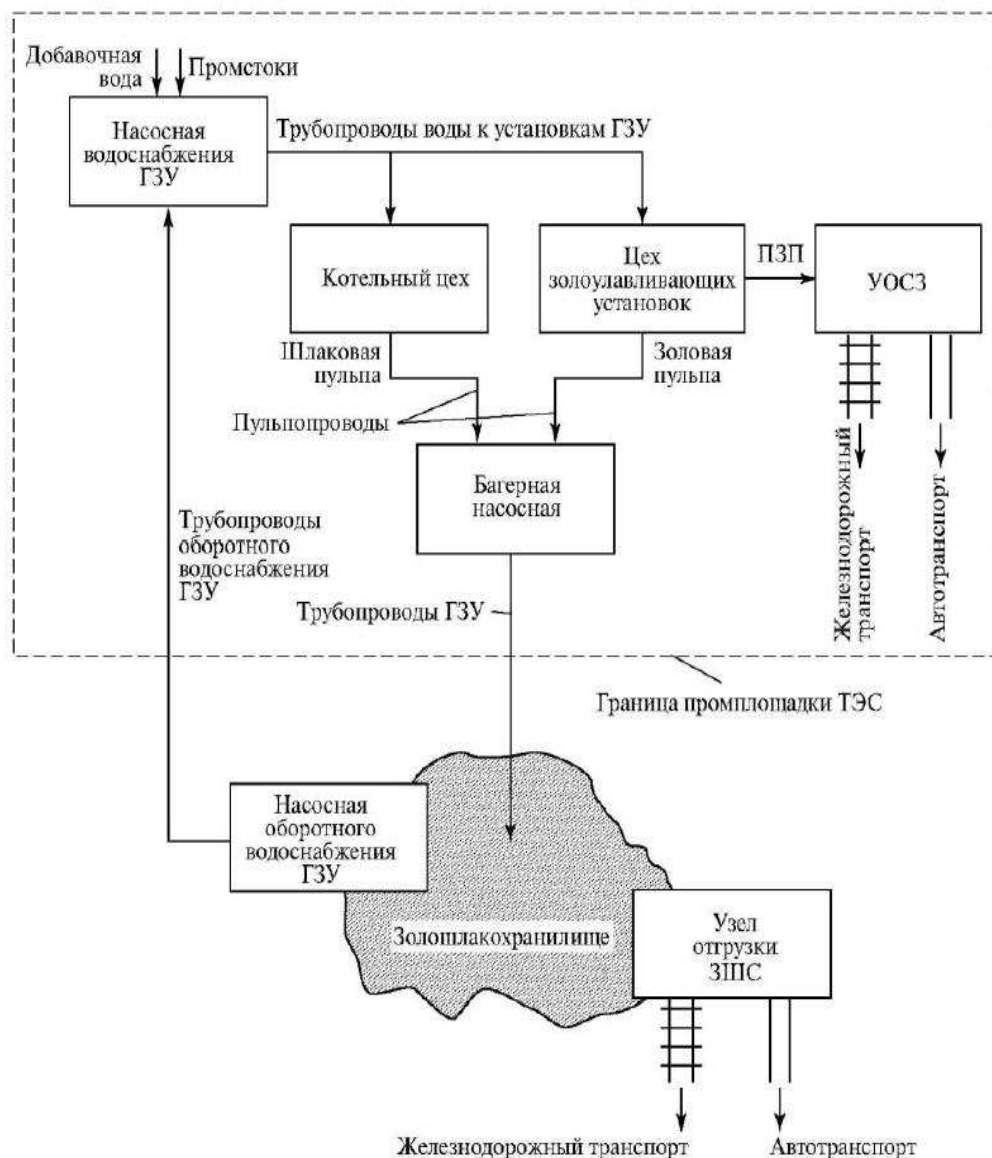 Добавочная
вода
Промстоки
Насосная
водоснабжения
ГЗУ
Трубопроводы воды к установкам ГЗУ
Котельный цех
Цех
золоулавливающих
установок
ПЗП
УОСЗ
Шлаковая
пульпа
Золовая
пульпа
Пульпопроводы
Багерная
насосная
Железнодорожный
транспорт
Автотранспорт
Трубопроводы
оборотного
водоснабжения
ГЗУ
Трубопроводы ГЗУ
Граница промплощадки ТЭС
Насосная
оборотного
водоснабжения
ГЗУ
Золошлакохранилище
Узел
отгрузки
ЗШС
Железнодорожный транспорт
Автотранспорт